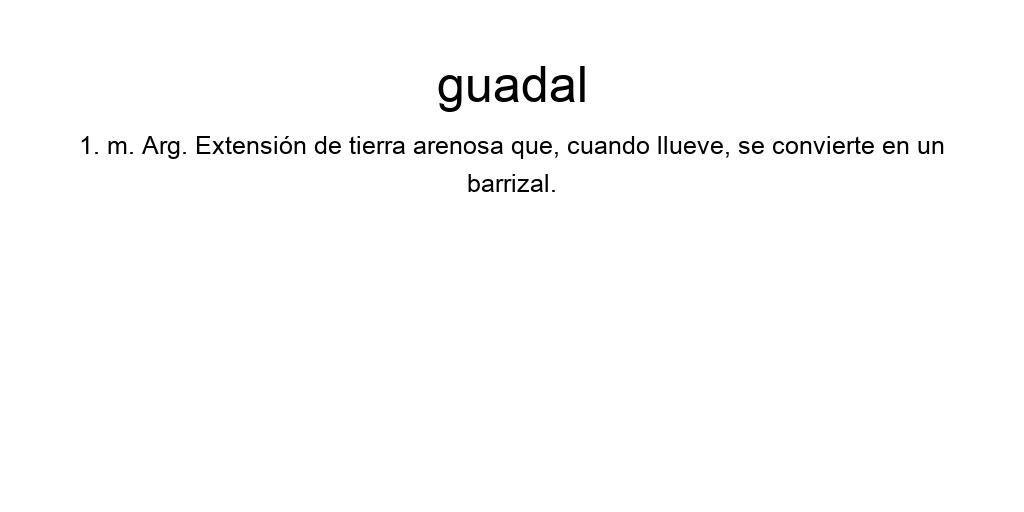 guadal
1. m. Arg. Extensión de tierra arenosa que, cuando llueve, se convierte en un
barrizal.